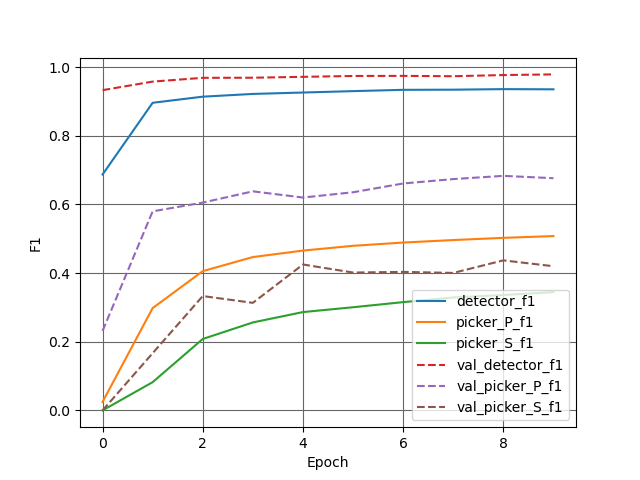 1.0
0.8
0.6
0.4
0.2
0.0
F1
0
2
4
6
8
Epoch
detector_f1
picker_P_f1
picker_S_f1
val_detector_f1
val_picker_P_f1
val_picker_S_f1